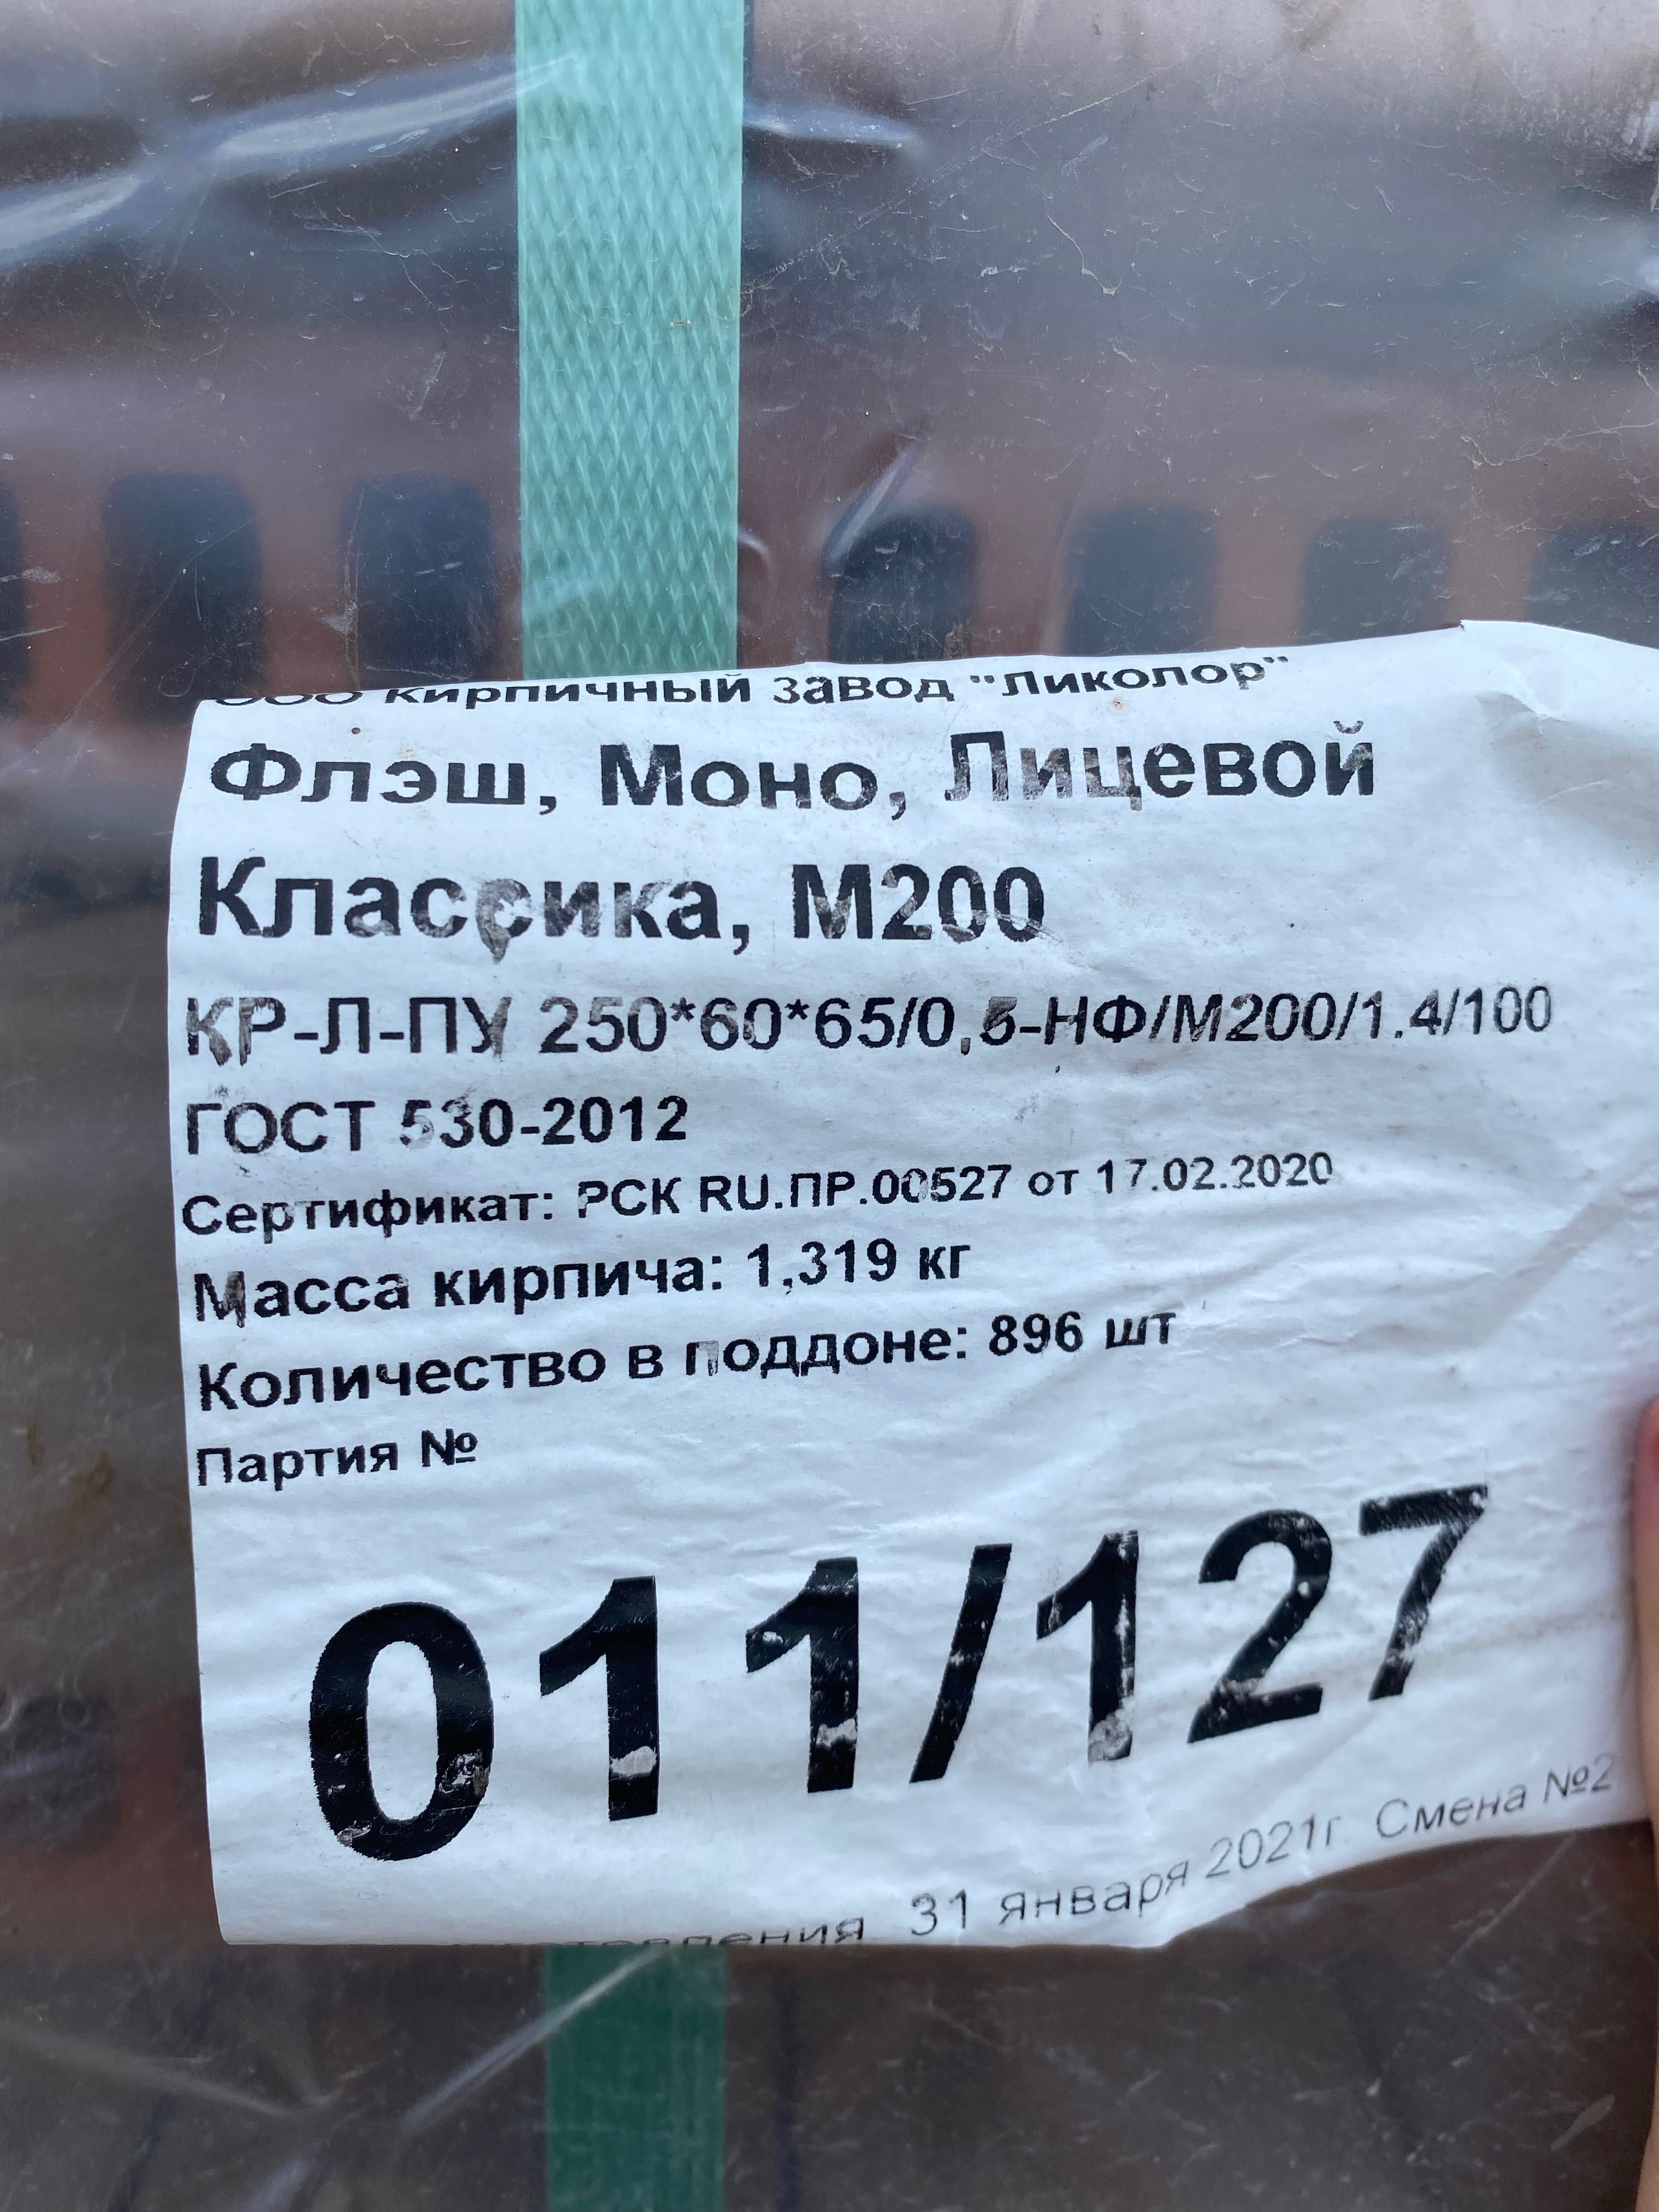 ООО Кирпичный завод "Ликолор"
Флэш, Моно, Лицевой
Классика, М200
КР-Л-ПУ 250*60*65/0,5-НФ/М200/1.4/100
ГОСТ 530-2012
Сертификат: РСК RU.ПР.00527 от 17.02.2020
Масса кирпича: 1,319 кг
Количество в поддоне: 896 шт
Партия №
011/127
31 января 2021г Смена №2